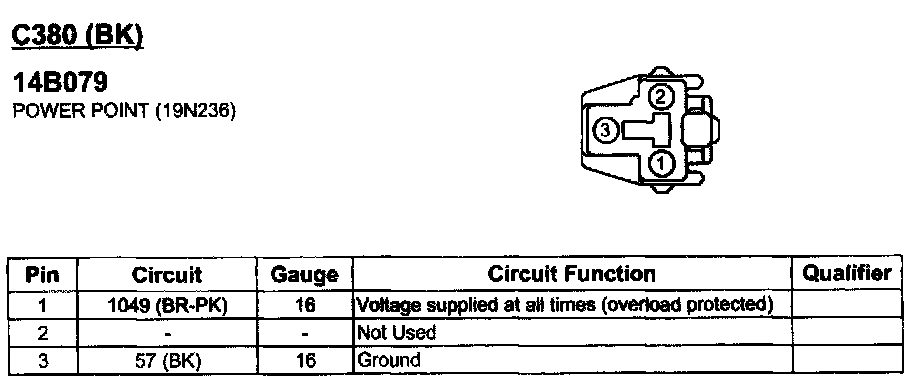 C380 (BK)
14B079
POWER POINT (19N236)
2
3
1
Pin Circuit Gauge Circuit Function Qualifier
1 1049 (BR-PK) 16 Voltage supplied at all times (overload protected)
2 - - Not Used
3 57 (BK) 16 Ground